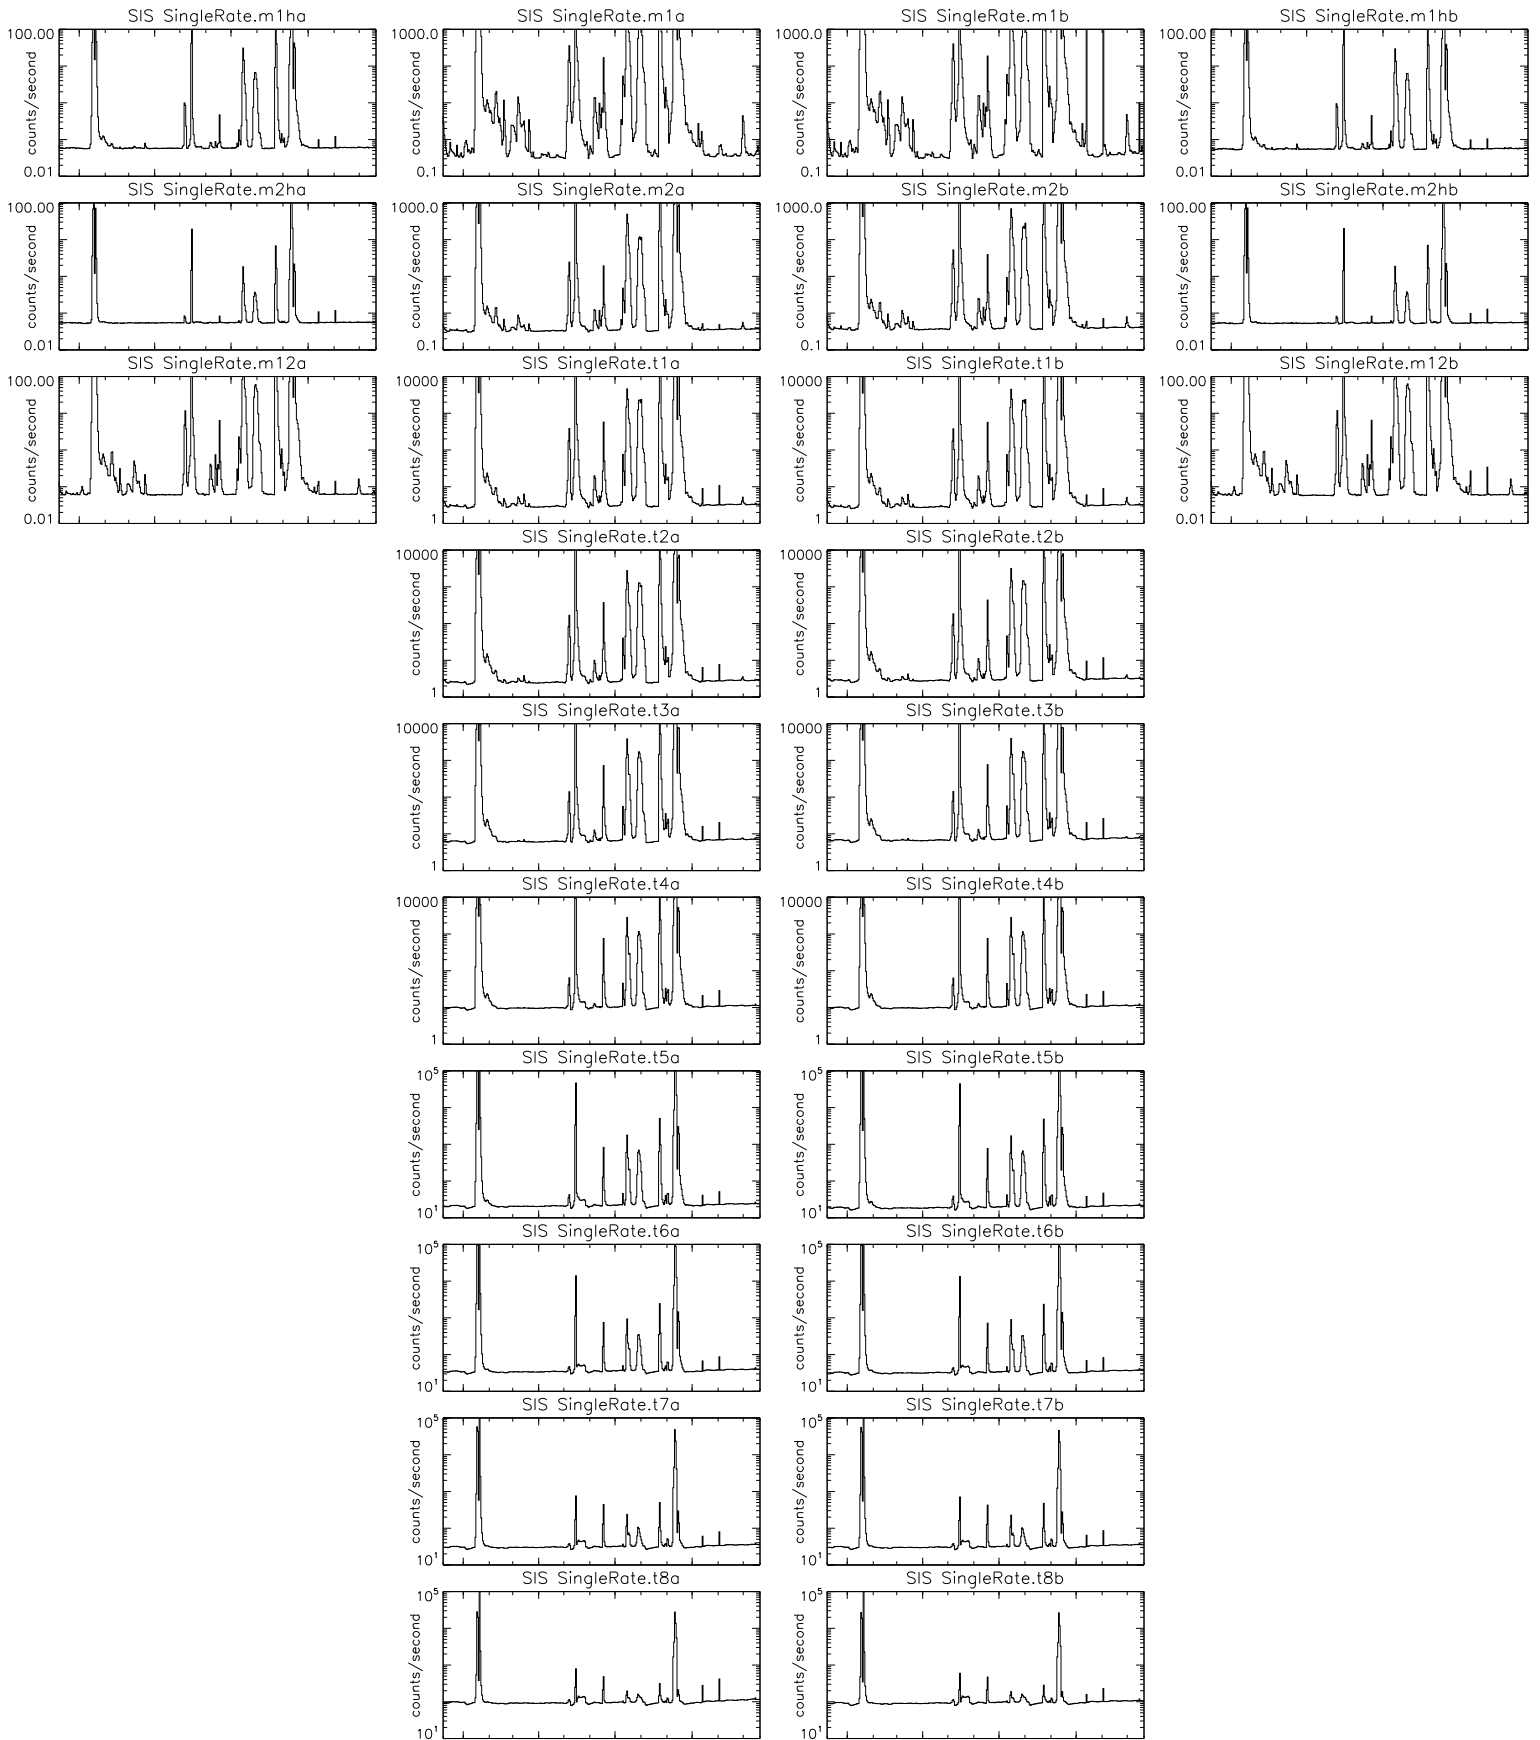 SIS SingleRate.m1ha SIS SingleRate.m1a SIS SingleRate.m1b SIS SingleRate.m1hb
100.00 1000.0 1000.0 100.00
counts/second counts/second counts/second counts/second
0.01 0.1 0.1 0.01
SIS SingleRate.m2ha SIS SingleRate.m2a SIS SingleRate.m2b SIS SingleRate.m2hb
100.00 1000.0 1000.0 100.00
counts/second counts/second counts/second counts/second
0.01 0.1 0.1 0.01
SIS SingleRate.m12a SIS SingleRate.t1a SIS SingleRate.t1b SIS SingleRate.m12b
100.00 10000 10000 100.00
counts/second counts/second counts/second counts/second
0.01 1 1 0.01
SIS SingleRate.t2a SIS SingleRate.t2b
10000 10000
counts/second counts/second
1 1
SIS SingleRate.t3a SIS SingleRate.t3b
10000 10000
counts/second counts/second
1 1
SIS SingleRate.t4a SIS SingleRate.t4b
10000 10000
counts/second counts/second
1 1
SIS SingleRate.t5a SIS SingleRate.t5b
10⁵ 10⁵
counts/second counts/second
10¹ 10¹
SIS SingleRate.t6a SIS SingleRate.t6b
10⁵ 10⁵
counts/second counts/second
10¹ 10¹
SIS SingleRate.t7a SIS SingleRate.t7b
10⁵ 10⁵
counts/second counts/second
10¹ 10¹
SIS SingleRate.t8a SIS SingleRate.t8b
10⁵ 10⁵
counts/second counts/second
10¹ 10¹